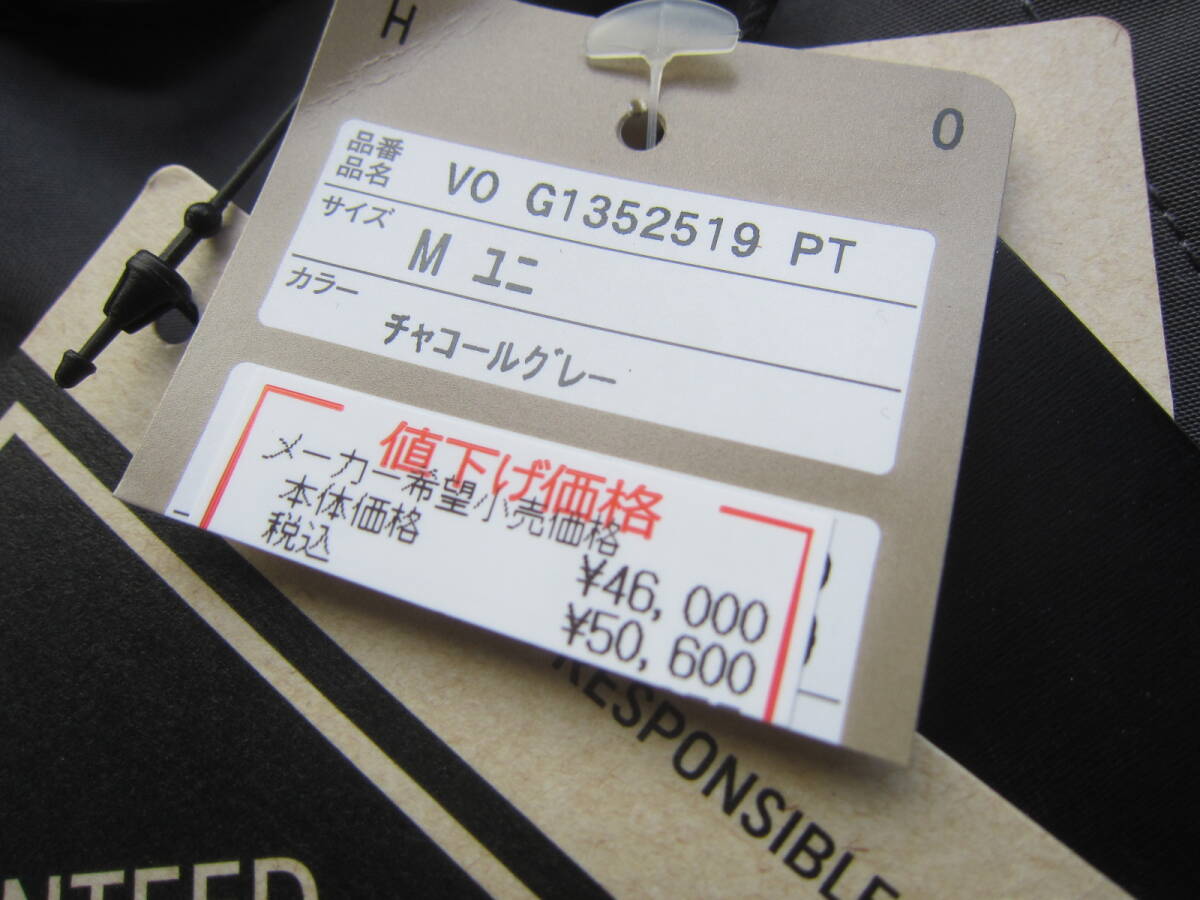 H
0
品番
品名 VO G1352519 PT
サイズ M ユニ
カラー チャコールグレー
値下げ価格
メーカー希望小売価格
本体価格 ¥46,000
税込 ¥50,600
RESPONSIBLE
NTEED